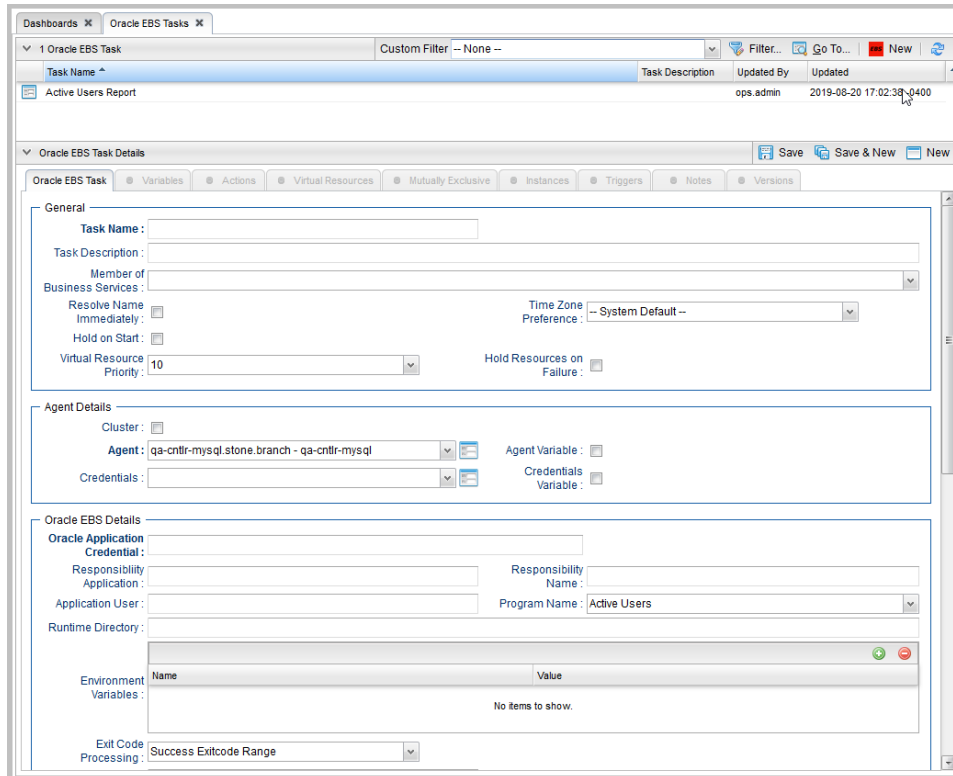 Dashboards Oracle EBS Tasks
1 Oracle EBS Task Custom Filter -- None -- Filter... Go To... EBS New
Task Name Task Description Updated By Updated
Active Users Report ops.admin 2019-08-20 17:02:38 -0400
Oracle EBS Task Details Save Save & New New
Oracle EBS Task Variables Actions Virtual Resources Mutually Exclusive Instances Triggers Notes Versions
General
Task Name :
Task Description :
Member of
Business Services :
Resolve Name
Immediately :
Time Zone
Preference : -- System Default --
Hold on Start :
Virtual Resource
Priority : 10
Hold Resources on
Failure :
Agent Details
Cluster :
Agent : qa-cntlr-mysql.stone.branch - qa-cntlr-mysql Agent Variable :
Credentials :
Credentials
Variable :
Oracle EBS Details
Oracle Application
Credential :
Responsiblity
Application :
Responsibility
Name :
Application User : Program Name : Active Users
Runtime Directory :
Environment
Variables :
Name Value
No items to show.
Exit Code
Processing : Success Exitcode Range